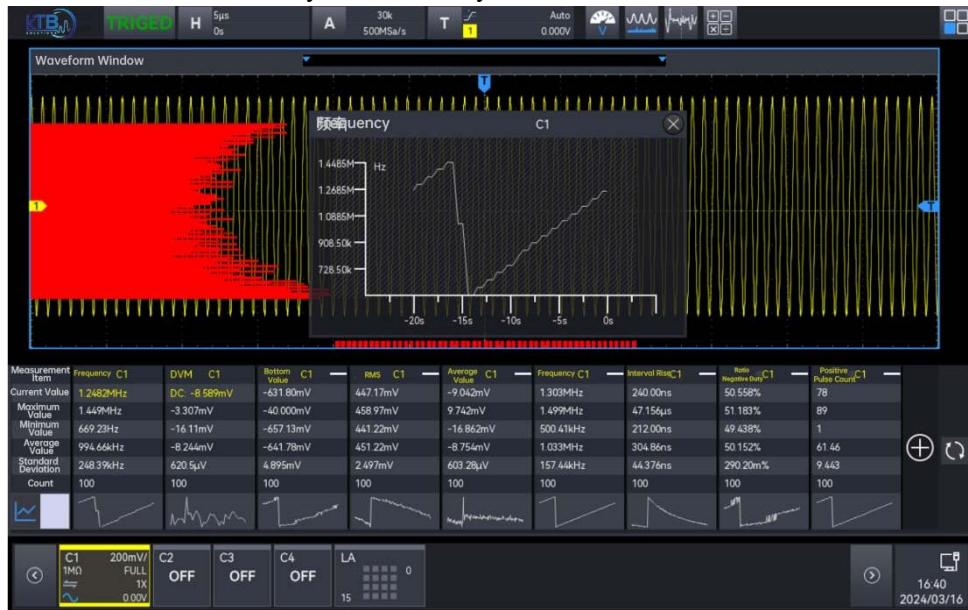 KTB
SOLUTIONS
TRIGED
H 5μs
0s
A 30k
500MSa/s
T 1
Auto
0.000V
V
Waveform Window
T
频率uency C1
1.4485M Hz
1.2685M
1.0885M
908.50k
728.50k
-20s -15s -10s -5s 0s
1
T
Measurement Item Frequency C1 DVM C1 Bottom Value C1 RMS C1 Average Value C1 Frequency C1 Interval Rise C1 Ratio Negative Duty C1 Positive Pulse Count C1
Current Value 1.2482MHz DC: -8.589mV -631.80mV 447.17mV -9.042mV 1.303MHz 240.00ns 50.558% 78
Maximum Value 1.449MHz -3.307mV -40.000mV 458.97mV 9.742mV 1.499MHz 47.156μs 51.183% 89
Minimum Value 669.23Hz -16.11mV -657.13mV 441.22mV -16.862mV 500.41kHz 212.00ns 49.438% 1
Average Value 994.66kHz -8.244mV -641.78mV 451.22mV -8.754mV 1.033MHz 304.86ns 50.152% 61.46
Standard Deviation 248.39kHz 620.5μV 4.895mV 2.497mV 603.28μV 157.44kHz 44.376ns 290.20m% 9.443
Count 100 100 100 100 100 100 100 100 100
C1 200mV/
1MΩ FULL
1X
0.00V
C2
OFF
C3
OFF
C4
OFF
LA
0
15
16:40
2024/03/16